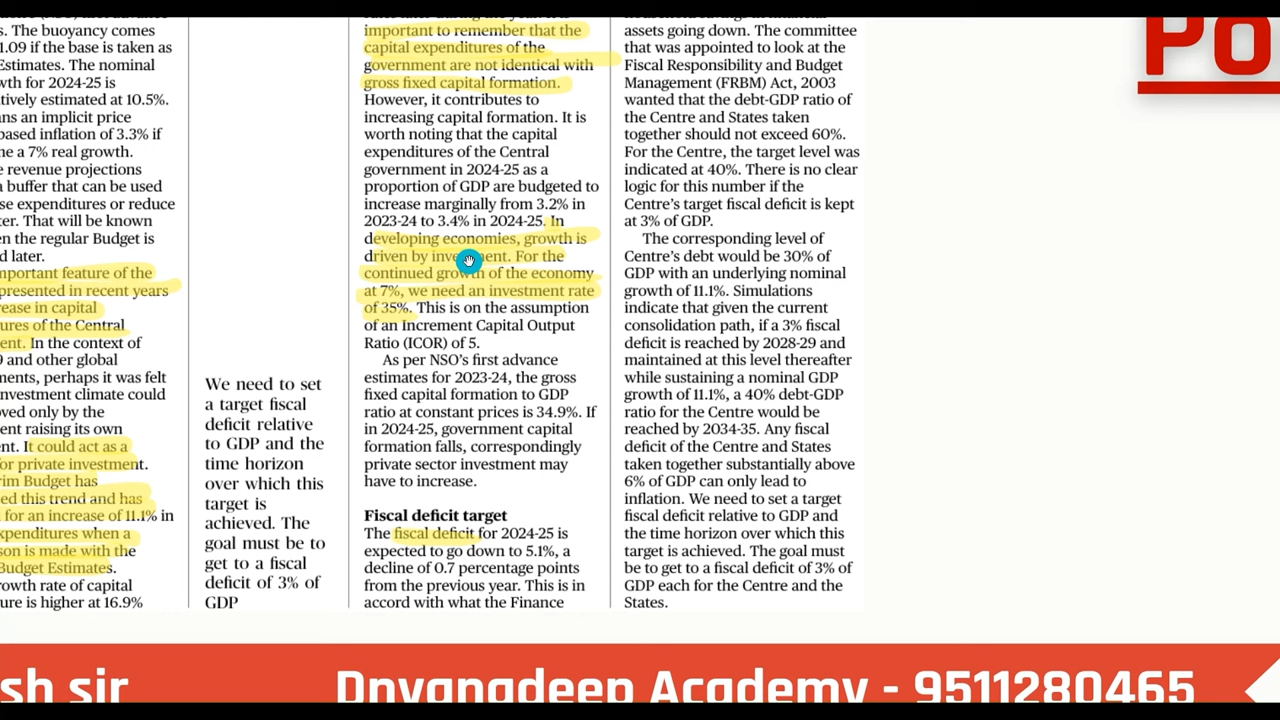 s. The buoyancy comes
1.09 if the base is taken as
Estimates. The nominal
wth for 2024-25 is
tively estimated at 10.5%.
ans an implicit price
based inflation of 3.3% if
me a 7% real growth.
e revenue projections
a buffer that can be used
se expenditures or reduce
ter. That will be known
en the regular Budget is
d later.
mportant feature of the
presented in recent years
rease in capital
ures of the Central
ent. In the context of
9 and other global
ments, perhaps it was felt
investment climate could
oved only by the
ent raising its own
nt. It could act as a
for private investment.
rim Budget has
ed this trend and has
for an increase of 11.1% in
xpenditures when a
son is made with the
Budget Estimates.
owth rate of capital
ure is higher at 16.9%
We need to set
a target fiscal
deficit relative
to GDP and the
time horizon
over which this
target is
achieved. The
goal must be to
get to a fiscal
deficit of 3% of
GDP
important to remember that the
capital expenditures of the
government are not identical with
gross fixed capital formation.
However, it contributes to
increasing capital formation. It is
worth noting that the capital
expenditures of the Central
government in 2024-25 as a
proportion of GDP are budgeted to
increase marginally from 3.2% in
2023-24 to 3.4% in 2024-25. In
developing economies, growth is
driven by investment. For the
continued growth of the economy
at 7%, we need an investment rate
of 35%. This is on the assumption
of an Increment Capital Output
Ratio (ICOR) of 5.
As per NSO’s first advance
estimates for 2023-24, the gross
fixed capital formation to GDP
ratio at constant prices is 34.9%. If
in 2024-25, government capital
formation falls, correspondingly
private sector investment may
have to increase.
Fiscal deficit target
The fiscal deficit for 2024-25 is
expected to go down to 5.1%, a
decline of 0.7 percentage points
from the previous year. This is in
accord with what the Finance
assets going down. The committee
that was appointed to look at the
Fiscal Responsibility and Budget
Management (FRBM) Act, 2003
wanted that the debt-GDP ratio of
the Centre and States taken
together should not exceed 60%.
For the Centre, the target level was
indicated at 40%. There is no clear
logic for this number if the
Centre’s target fiscal deficit is kept
at 3% of GDP.
The corresponding level of
Centre’s debt would be 30% of
GDP with an underlying nominal
growth of 11.1%. Simulations
indicate that given the current
consolidation path, if a 3% fiscal
deficit is reached by 2028-29 and
maintained at this level thereafter
while sustaining a nominal GDP
growth of 11.1%, a 40% debt-GDP
ratio for the Centre would be
reached by 2034-35. Any fiscal
deficit of the Centre and States
taken together substantially above
6% of GDP can only lead to
inflation. We need to set a target
fiscal deficit relative to GDP and
the time horizon over which this
target is achieved. The goal must
be to get to a fiscal deficit of 3% of
GDP each for the Centre and the
States.
Po
sh sir
Dnyanadeep Academy - 9511280465